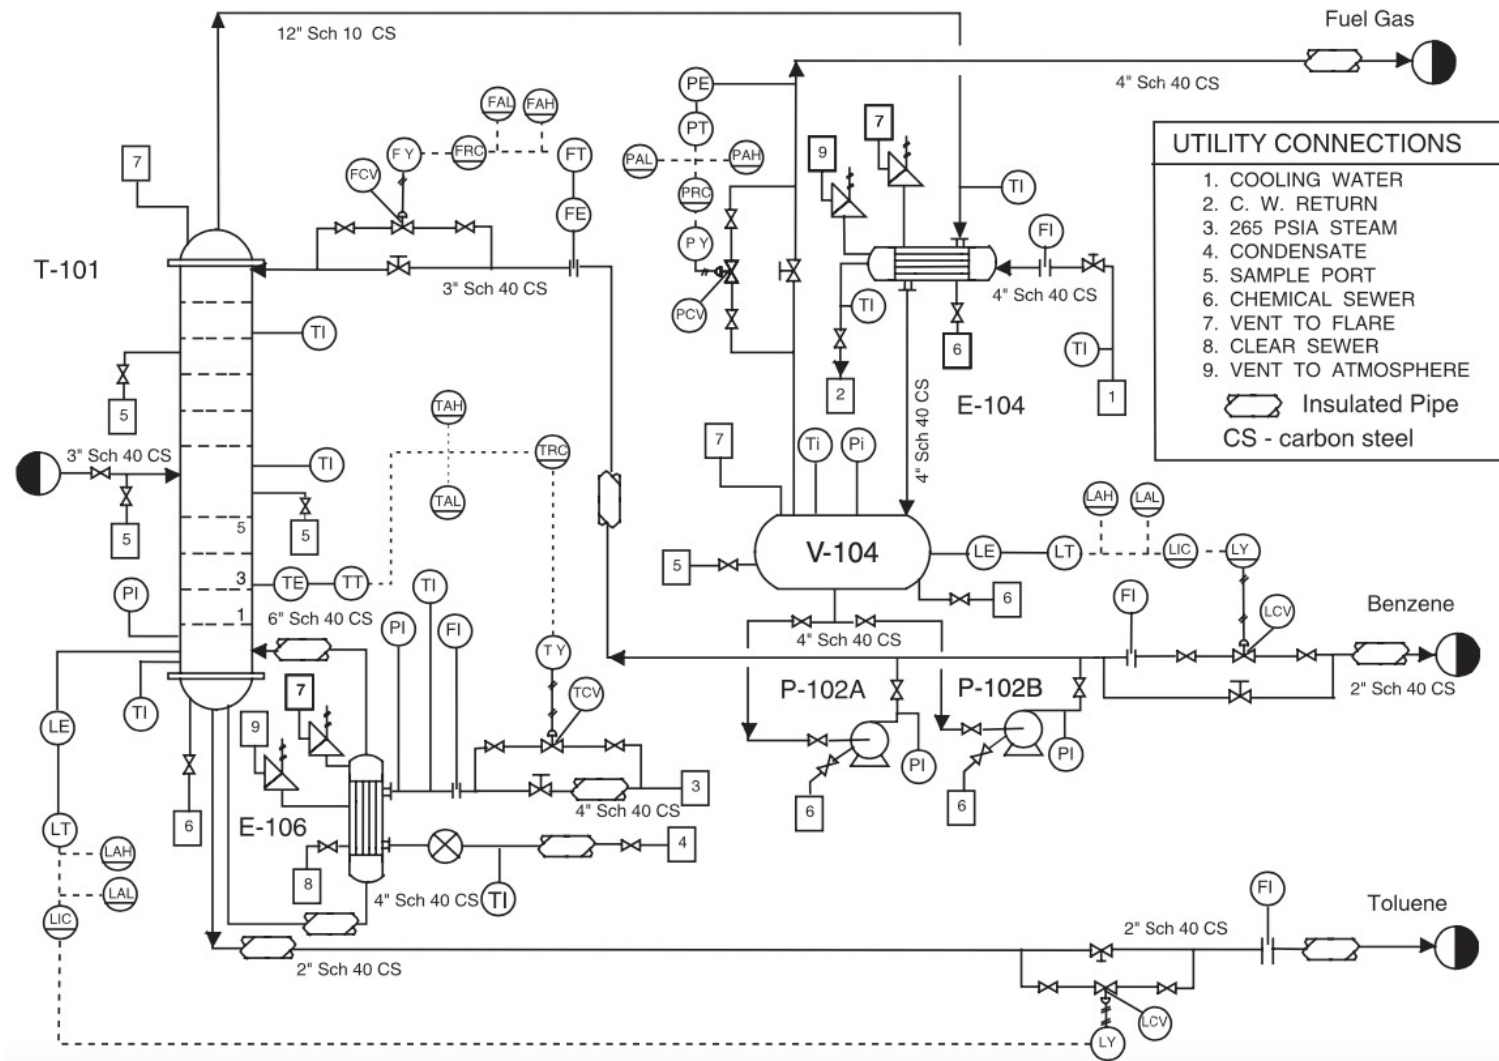 Fuel Gas
12" Sch 10 CS
4" Sch 40 CS
PE
FAL
FAH
PT
7
FRC
F Y
FT
PAL
PAH
9
7
FCV
PRC
TI
FE
P Y
FI
T-101
3" Sch 40 CS
4" Sch 40 CS
TI
PCV
TI
TI
6
2
1
E-104
5
TAH
4" Sch 40 CS
3" Sch 40 CS
TI
TRC
7
Ti
Pi
TAL
LAH
LAL
5
5
5
V-104
LE
LT
LIC
LY
5
3
TE
TT
TI
6" Sch 40 CS
PI
1
PI
FI
6
4" Sch 40 CS
FI
LCV
Benzene
T Y
P-102A
P-102B
2" Sch 40 CS
TI
7
TCV
LE
9
PI
PI
3
4" Sch 40 CS
6
6
6
LT
E-106
4
LAH
8
LAL
4" Sch 40 CS
TI
LIC
FI
Toluene
2" Sch 40 CS
2" Sch 40 CS
LCV
LY
UTILITY CONNECTIONS
1. COOLING WATER
2. C. W. RETURN
3. 265 PSIA STEAM
4. CONDENSATE
5. SAMPLE PORT
6. CHEMICAL SEWER
7. VENT TO FLARE
8. CLEAR SEWER
9. VENT TO ATMOSPHERE
Insulated Pipe
CS - carbon steel